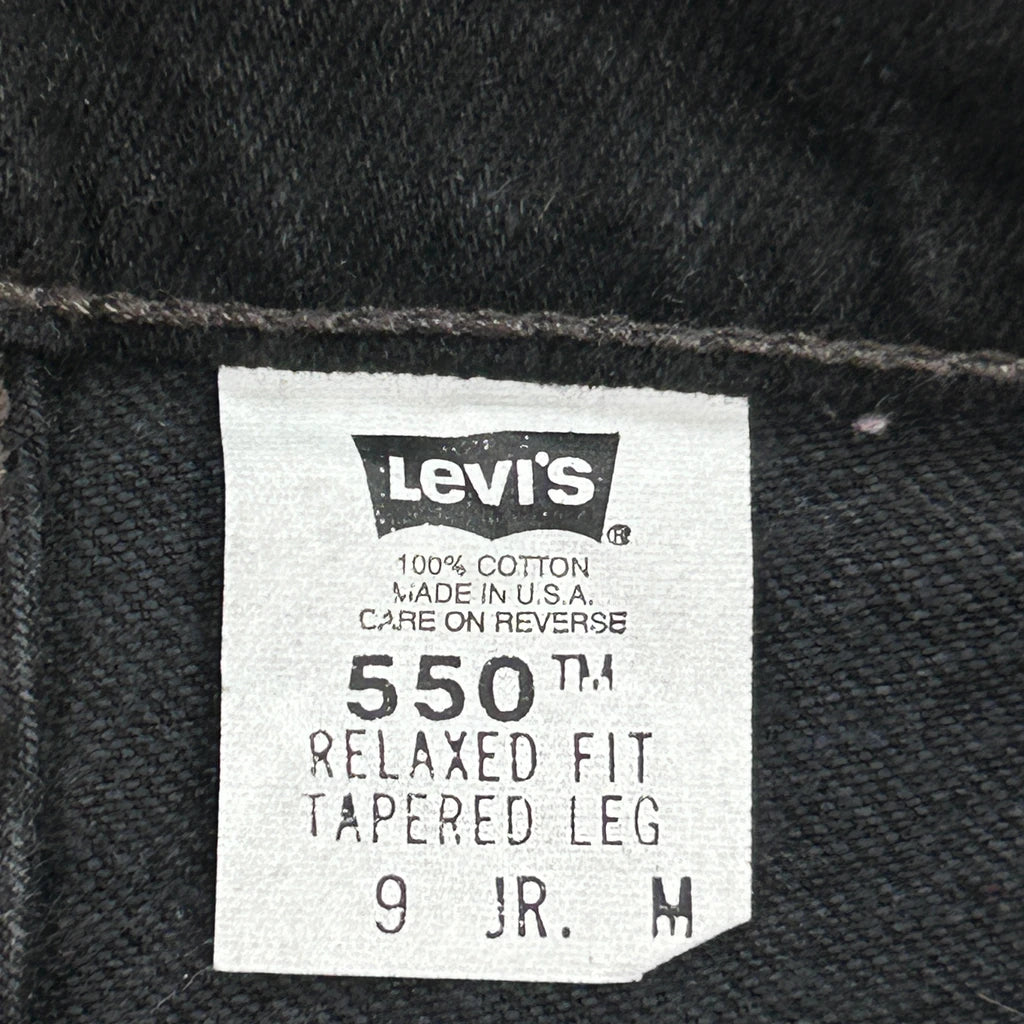 Levi's ®
100% COTTON
MADE IN U.S.A.
CARE ON REVERSE
550™
RELAXED FIT
TAPERED LEG
9 JR. M